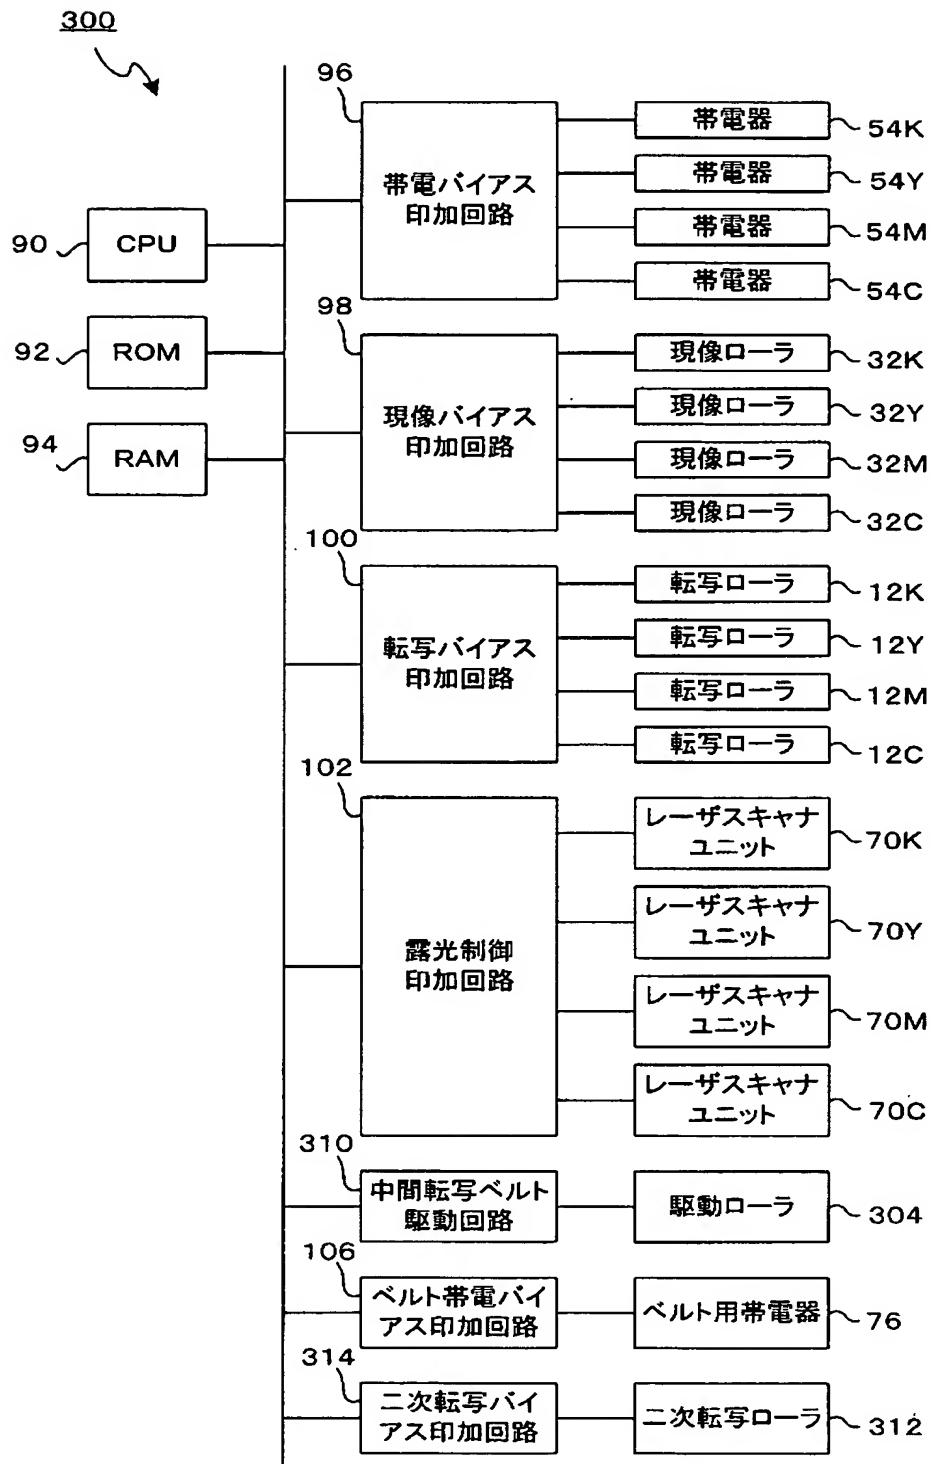 300
90
CPU
92
ROM
94
RAM
96
帯電バイアス
印加回路
帯電器
54K
帯電器
54Y
帯電器
54M
帯電器
54C
98
現像バイアス
印加回路
現像ローラ
32K
現像ローラ
32Y
現像ローラ
32M
現像ローラ
32C
100
転写バイアス
印加回路
転写ローラ
12K
転写ローラ
12Y
転写ローラ
12M
転写ローラ
12C
102
露光制御
印加回路
レーザスキャナ
ユニット
70K
レーザスキャナ
ユニット
70Y
レーザスキャナ
ユニット
70M
レーザスキャナ
ユニット
70C
310
中間転写ベルト
駆動回路
駆動ローラ
304
106
ベルト帯電バイ
アス印加回路
ベルト用帯電器
76
314
二次転写バイ
アス印加回路
二次転写ローラ
312